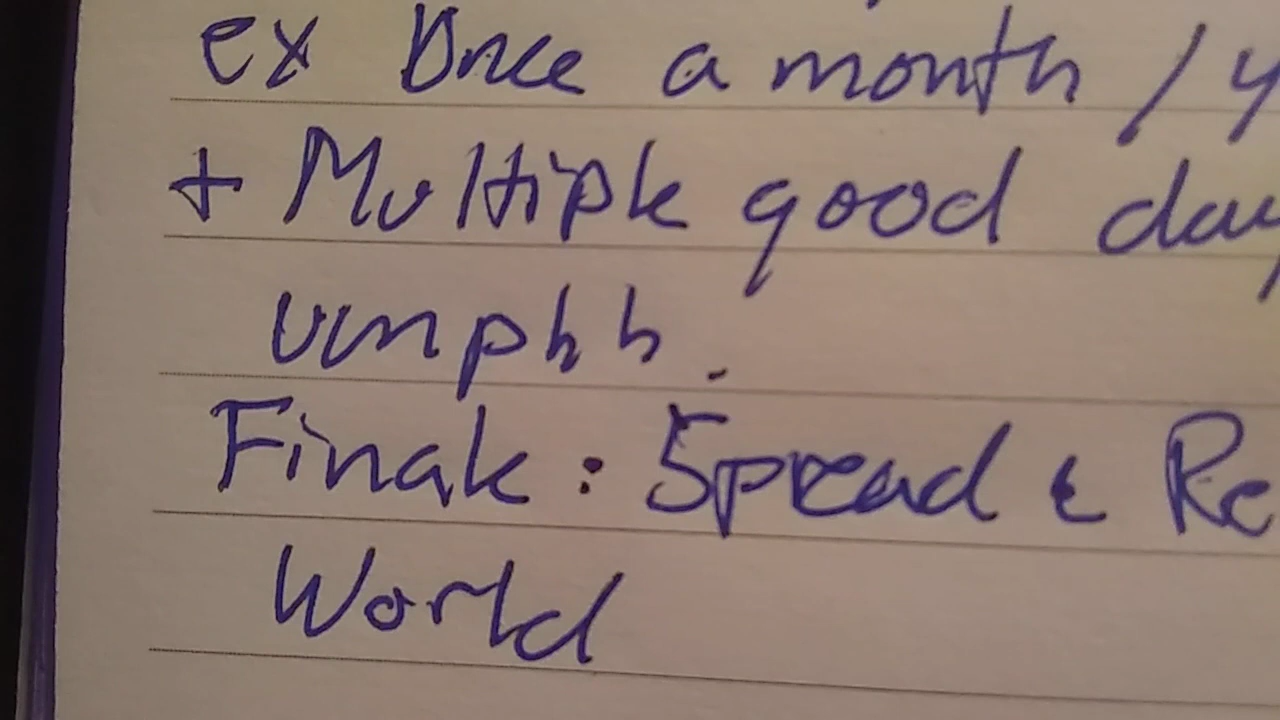 ex Once a month / y
+ Multiple good day
umphh.
Finale: Spread & Re
World